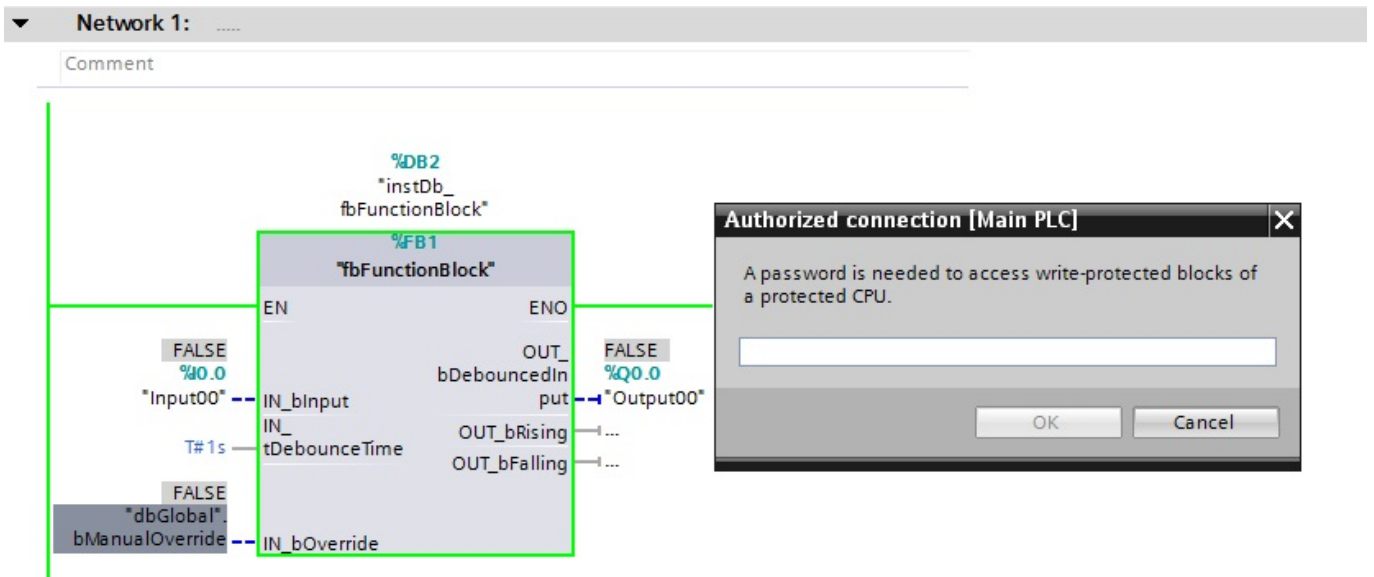 Network 1: .....
Comment
%DB2
"instDb_
fbFunctionBlock"
%FB1
"fbFunctionBlock"
EN
ENO
FALSE
%I0.0
"Input00"
IN_bInput
OUT_
bDebouncedIn
put
FALSE
%Q0.0
"Output00"
T#1s
IN_
tDebounceTime
OUT_bRising
...
OUT_bFalling
...
FALSE
"dbGlobal".
bManualOverride
IN_bOverride
Authorized connection [Main PLC]
A password is needed to access write-protected blocks of
a protected CPU.
OK
Cancel